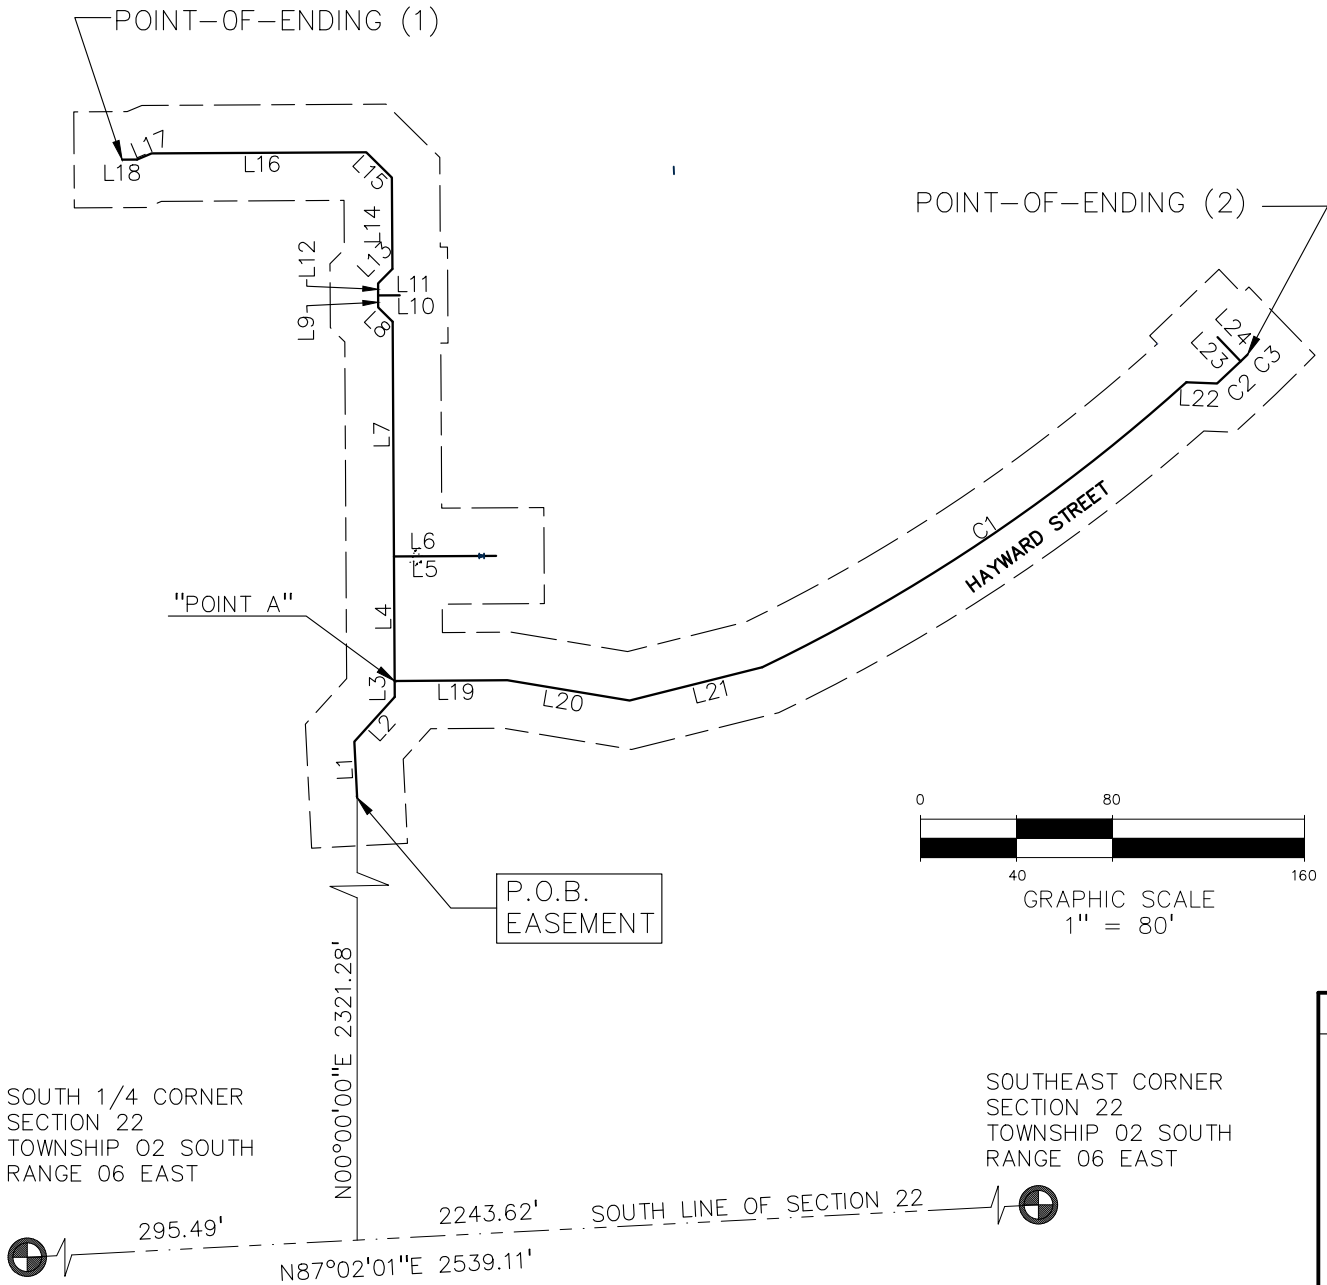 POINT-OF-ENDING (1)
L17
L18
L16
L15
POINT-OF-ENDING (2)
L14
L12
L13
L11
L10
L9
L8
L24
L23
C3
C2
L22
L7
C1
HAYWARD STREET
L6
L5
"POINT A"
L4
L3
L19
L20
L21
L2
L1
0
80
40
160
GRAPHIC SCALE
1" = 80'
P.O.B.
EASEMENT
N00°00'00"E 2321.28'
SOUTH 1/4 CORNER
SECTION 22
TOWNSHIP 02 SOUTH
RANGE 06 EAST
SOUTHEAST CORNER
SECTION 22
TOWNSHIP 02 SOUTH
RANGE 06 EAST
295.49'
2243.62'
SOUTH LINE OF SECTION 22
N87°02'01"E 2539.11'